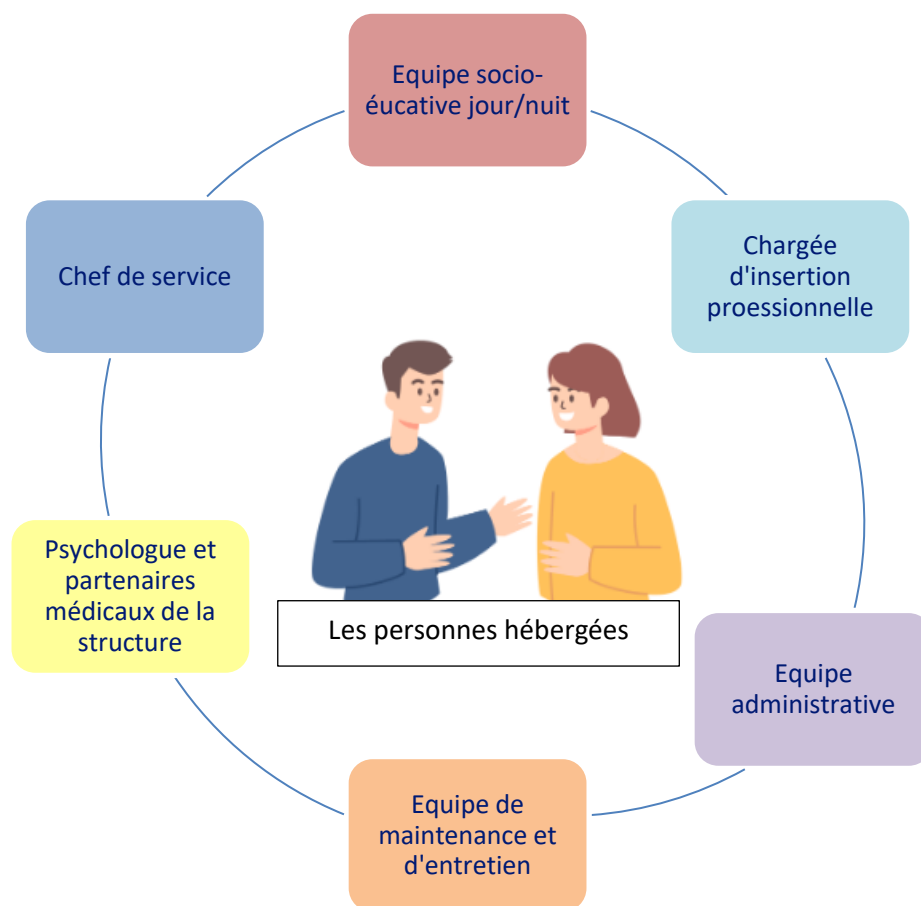 Equipe socio-
éucative jour/nuit
Chef de service
Chargée
d'insertion
proessionnelle
Psychologue et
partenaires
médicaux de la
structure
Les personnes hébergées
Equipe
administrative
Equipe de
maintenance et
d'entretien